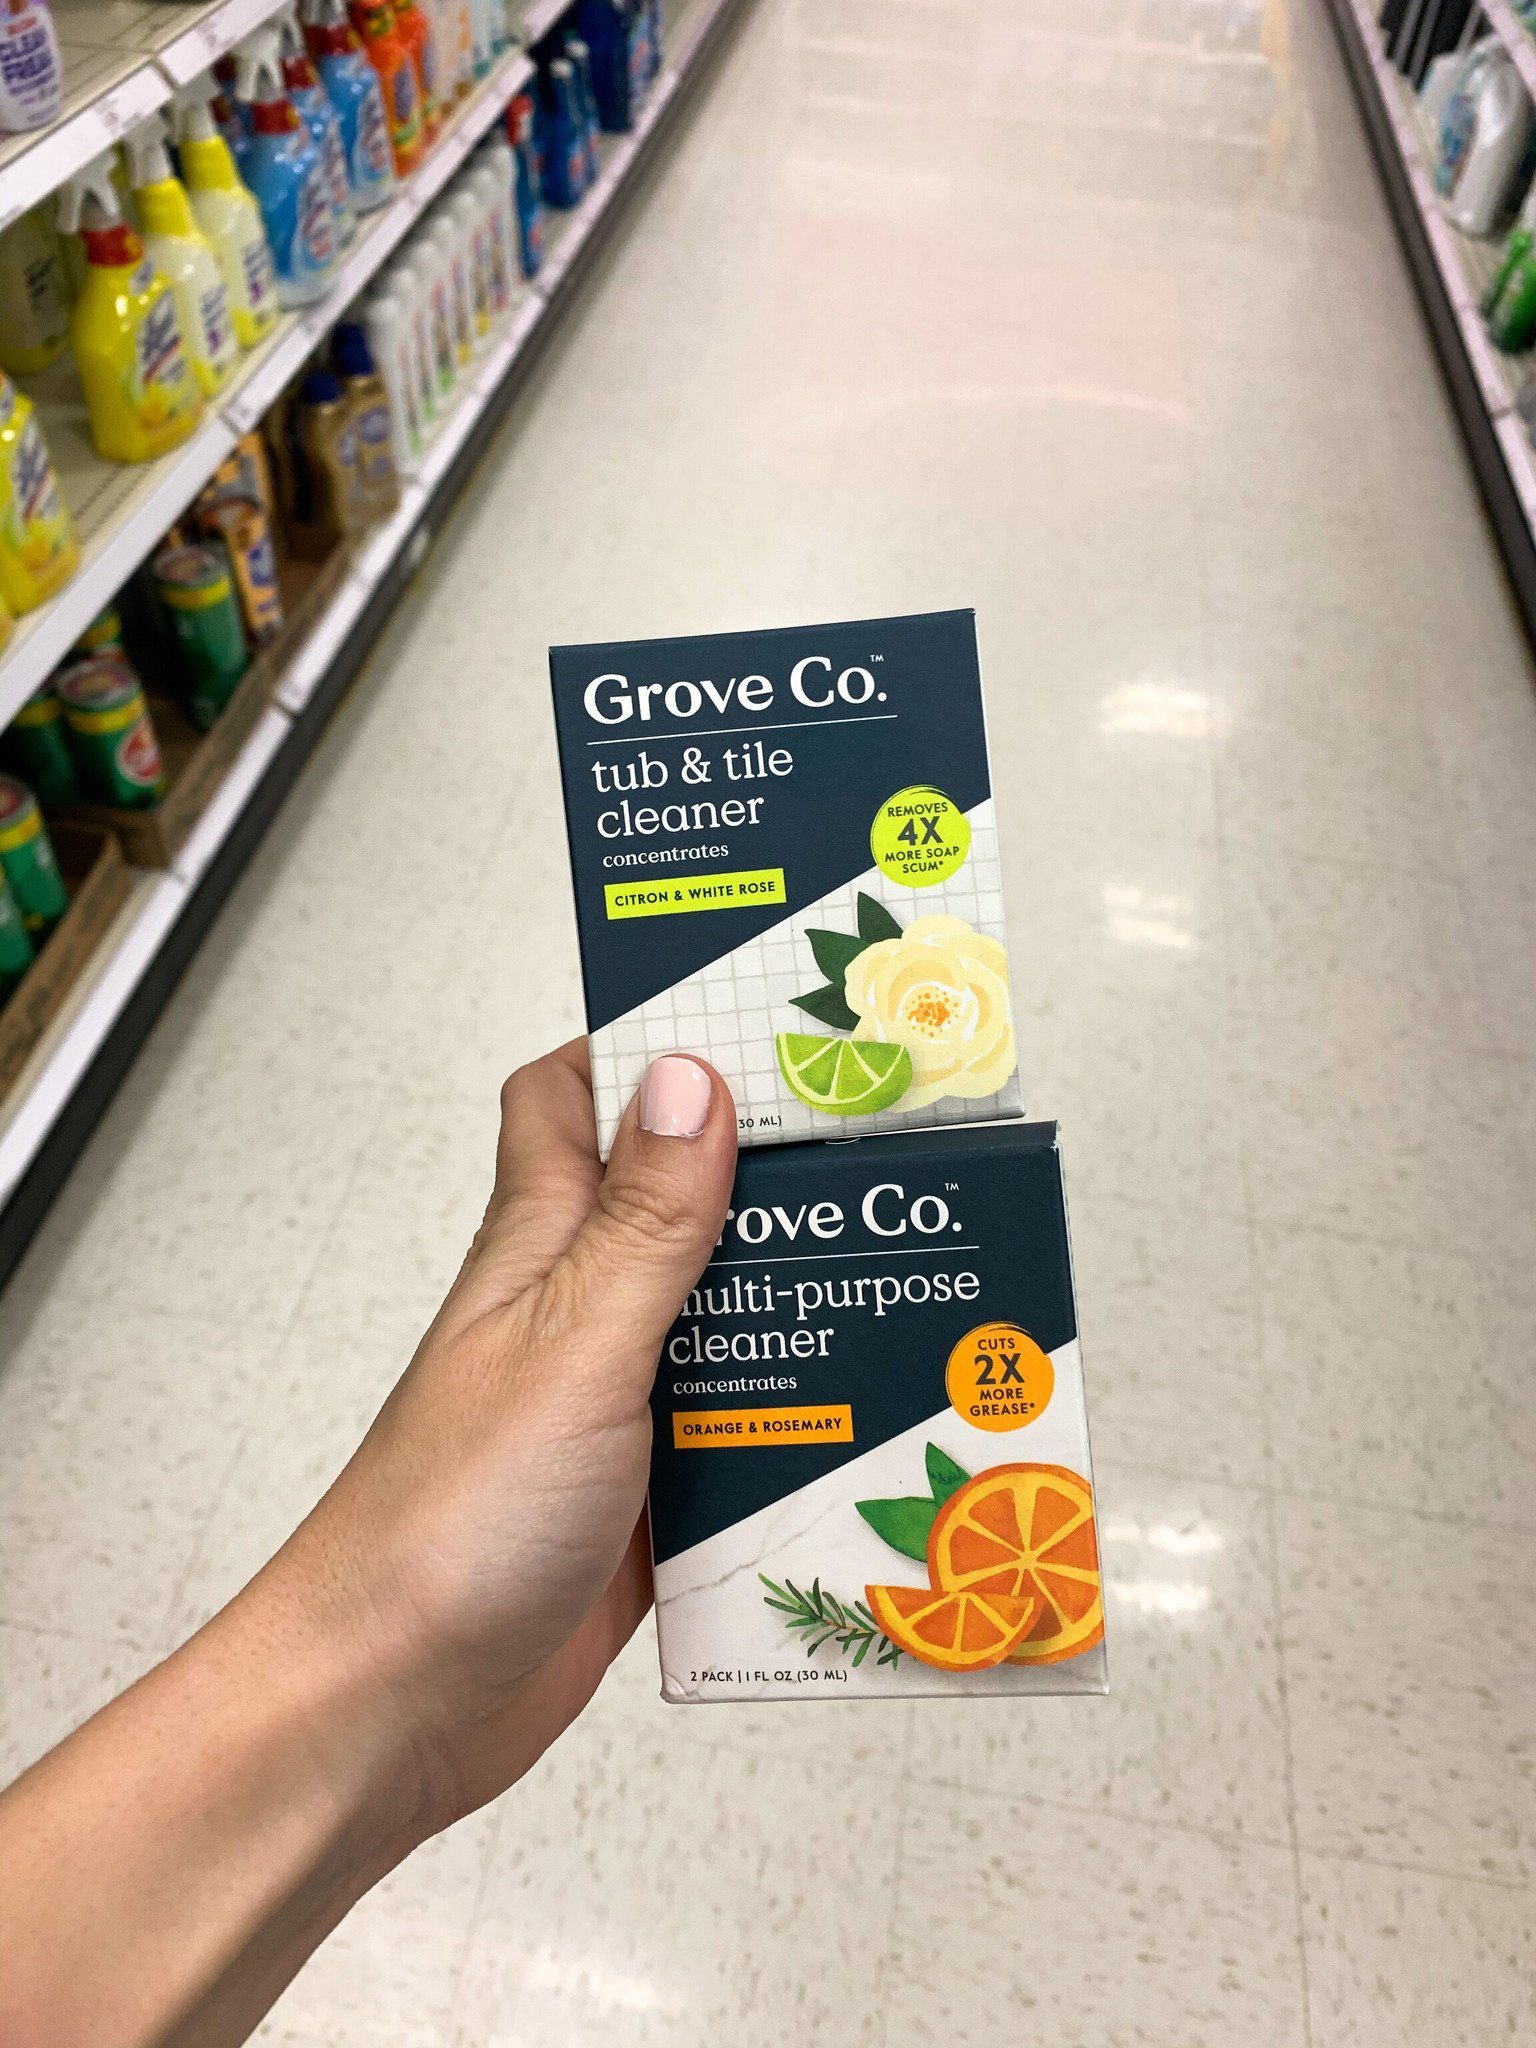 Grove Co.™
tub & tile
cleaner
concentrates
CITRON & WHITE ROSE
REMOVES
4X
MORE SOAP
SCUM*
30 ML)
rove Co.™
multi-purpose
cleaner
concentrates
ORANGE & ROSEMARY
CUTS
2X
MORE
GREASE*
2 PACK | 1 FL OZ (30 ML)